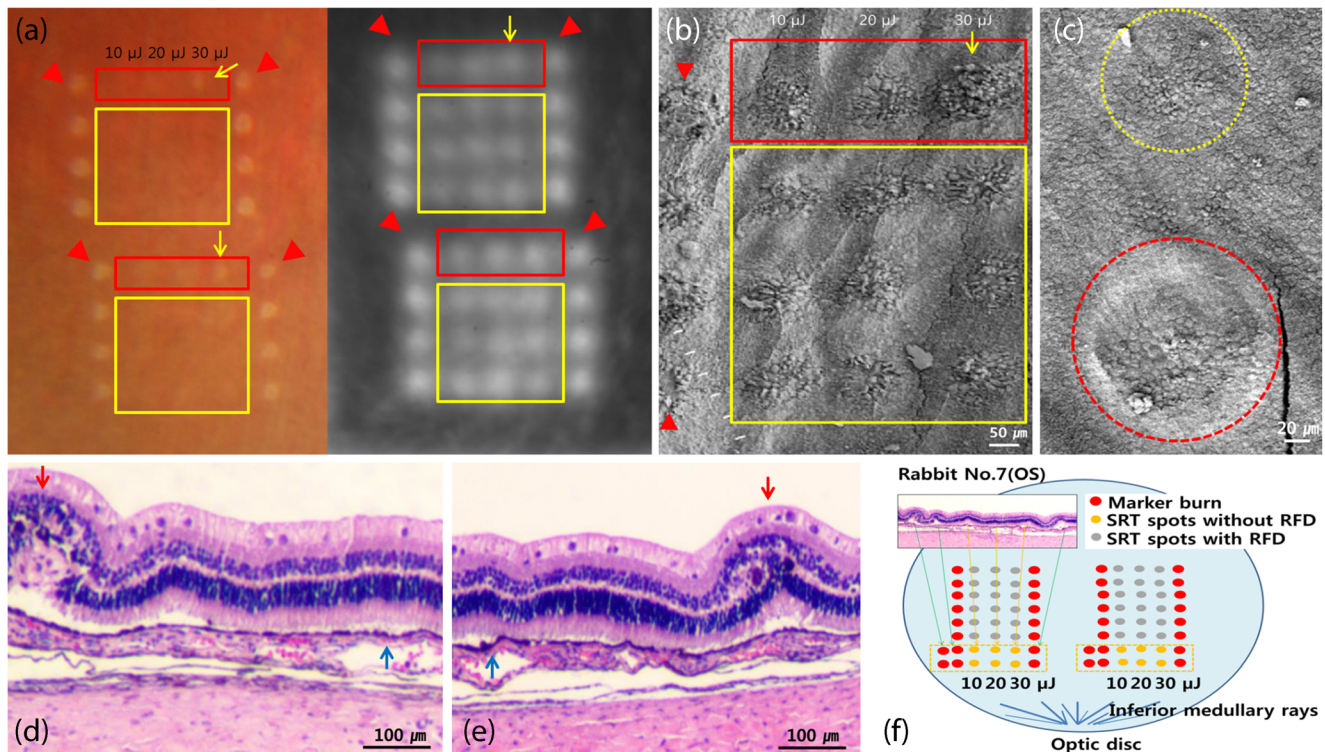 (a)
10 μJ 20 μJ 30 μJ
(b)
10 μJ 20 μJ 30 μJ
50 μm
(c)
20 μm
(d)
100 μm
(e)
100 μm
Rabbit No.7(OS)
Marker burn
SRT spots without RFD
SRT spots with RFD
10 20 30 μJ
10 20 30 μJ
Inferior medullary rays
Optic disc
(f)